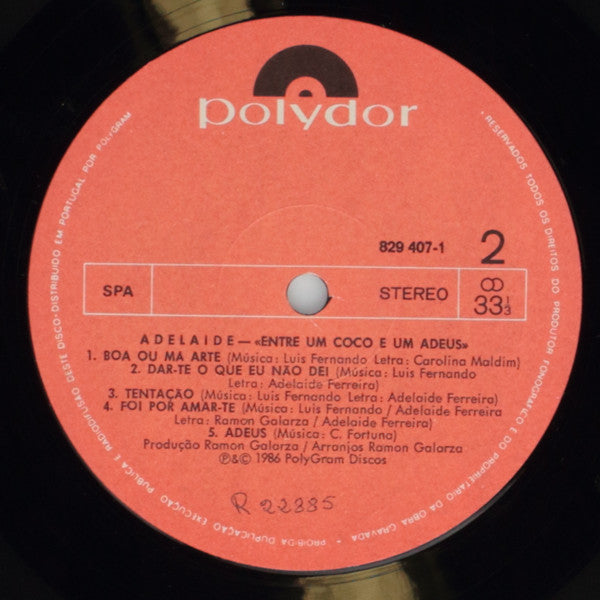 polydor
829 407-1
2
SPA
STEREO
33 1/3
ADELAIDE — «ENTRE UM COCO E UM ADEUS»
1. BOA OU MÁ ARTE (Música: Luis Fernando Letra: Carolina Maldim)
2. DAR-TE O QUE EU NÃO DEI (Música: Luis Fernando
Letra: Adelaide Ferreira)
3. TENTAÇÃO (Música: Luis Fernando Letra: Adelaide Ferreira)
4. FOI POR AMAR-TE (Música: Luis Fernando / Adelaide Ferreira
Letra: Ramon Galarza / Adelaide Ferreira)
5. ADEUS (Música: C. Fortuna)
Produção Ramon Galarza / Arranjos Ramon Galarza
℗&© 1986 PolyGram Discos
R 22385
• RESERVADOS TODOS OS DIREITOS DO PRODUTOR FONOGRÁFICO E DO PROPRIETÁRIO DA OBRA GRAVADA • PROIBIDA DUPLICAÇÃO EXECUÇÃO PÚBLICA E RADIODIFUSÃO DESTE DISCO • DISTRIBUIDO EM PORTUGAL POR POLYGRAM